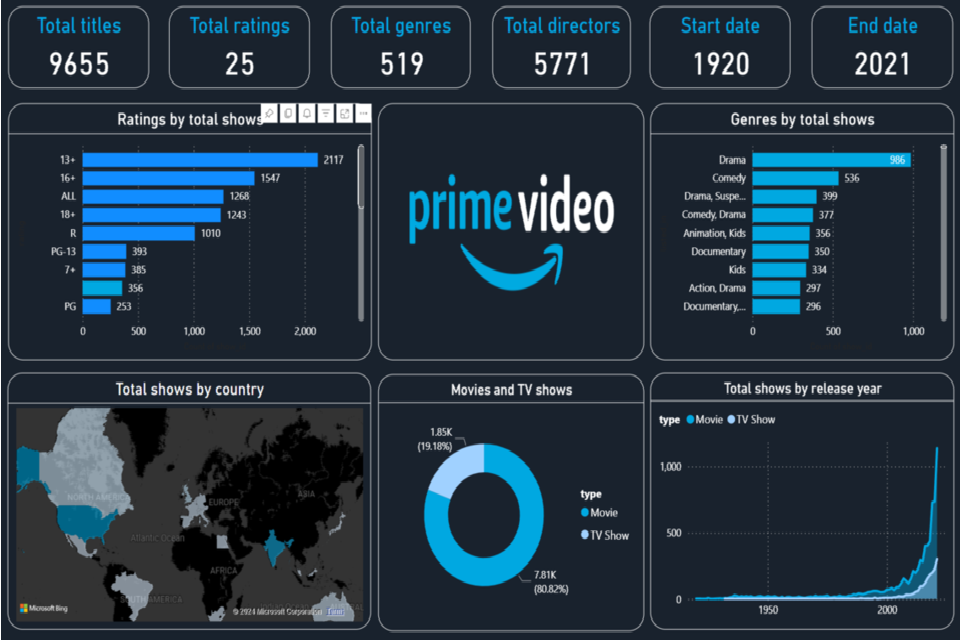 Total titles
9655
Total ratings
25
Total genres
519
Total directors
5771
Start date
1920
End date
2021
Ratings by total shows
13+ 2117
16+ 1547
ALL 1268
18+ 1243
R 1010
PG-13 393
7+ 385
356
PG 253
0 500 1,000 1,500 2,000
prime video
Genres by total shows
Drama 986
Comedy 536
Drama, Suspe... 399
Comedy, Drama 377
Animation, Kids 356
Documentary 350
Kids 334
Action, Drama 297
Documentary,... 296
0 500 1,000
Total shows by country
NORTH AMERICA
EUROPE
ASIA
Atlantic Ocean
AFRICA
SOUTH AMERICA
Microsoft Bing
© 2024 Microsoft Corporation Terms
Movies and TV shows
1.85K
(19.18%)
type
Movie
TV Show
7.81K
(80.82%)
Total shows by release year
type Movie TV Show
1,000
500
0
1950 2000